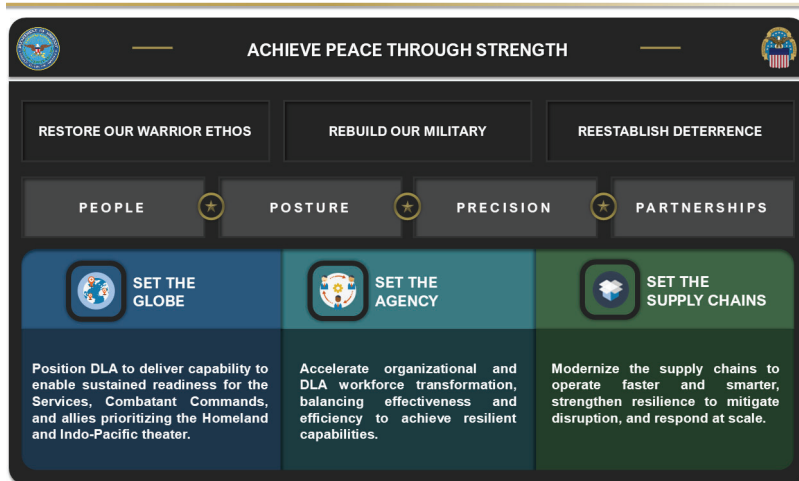 ACHIEVE PEACE THROUGH STRENGTH
RESTORE OUR WARRIOR ETHOS
REBUILD OUR MILITARY
REESTABLISH DETERRENCE
PEOPLE
POSTURE
PRECISION
PARTNERSHIPS
SET THE
GLOBE
Position DLA to deliver capability to
enable sustained readiness for the
Services, Combatant Commands,
and allies prioritizing the Homeland
and Indo-Pacific theater.
SET THE
AGENCY
Accelerate organizational and
DLA workforce transformation,
balancing effectiveness and
efficiency to achieve resilient
capabilities.
SET THE
SUPPLY CHAINS
Modernize the supply chains to
operate faster and smarter,
strengthen resilience to mitigate
disruption, and respond at scale.